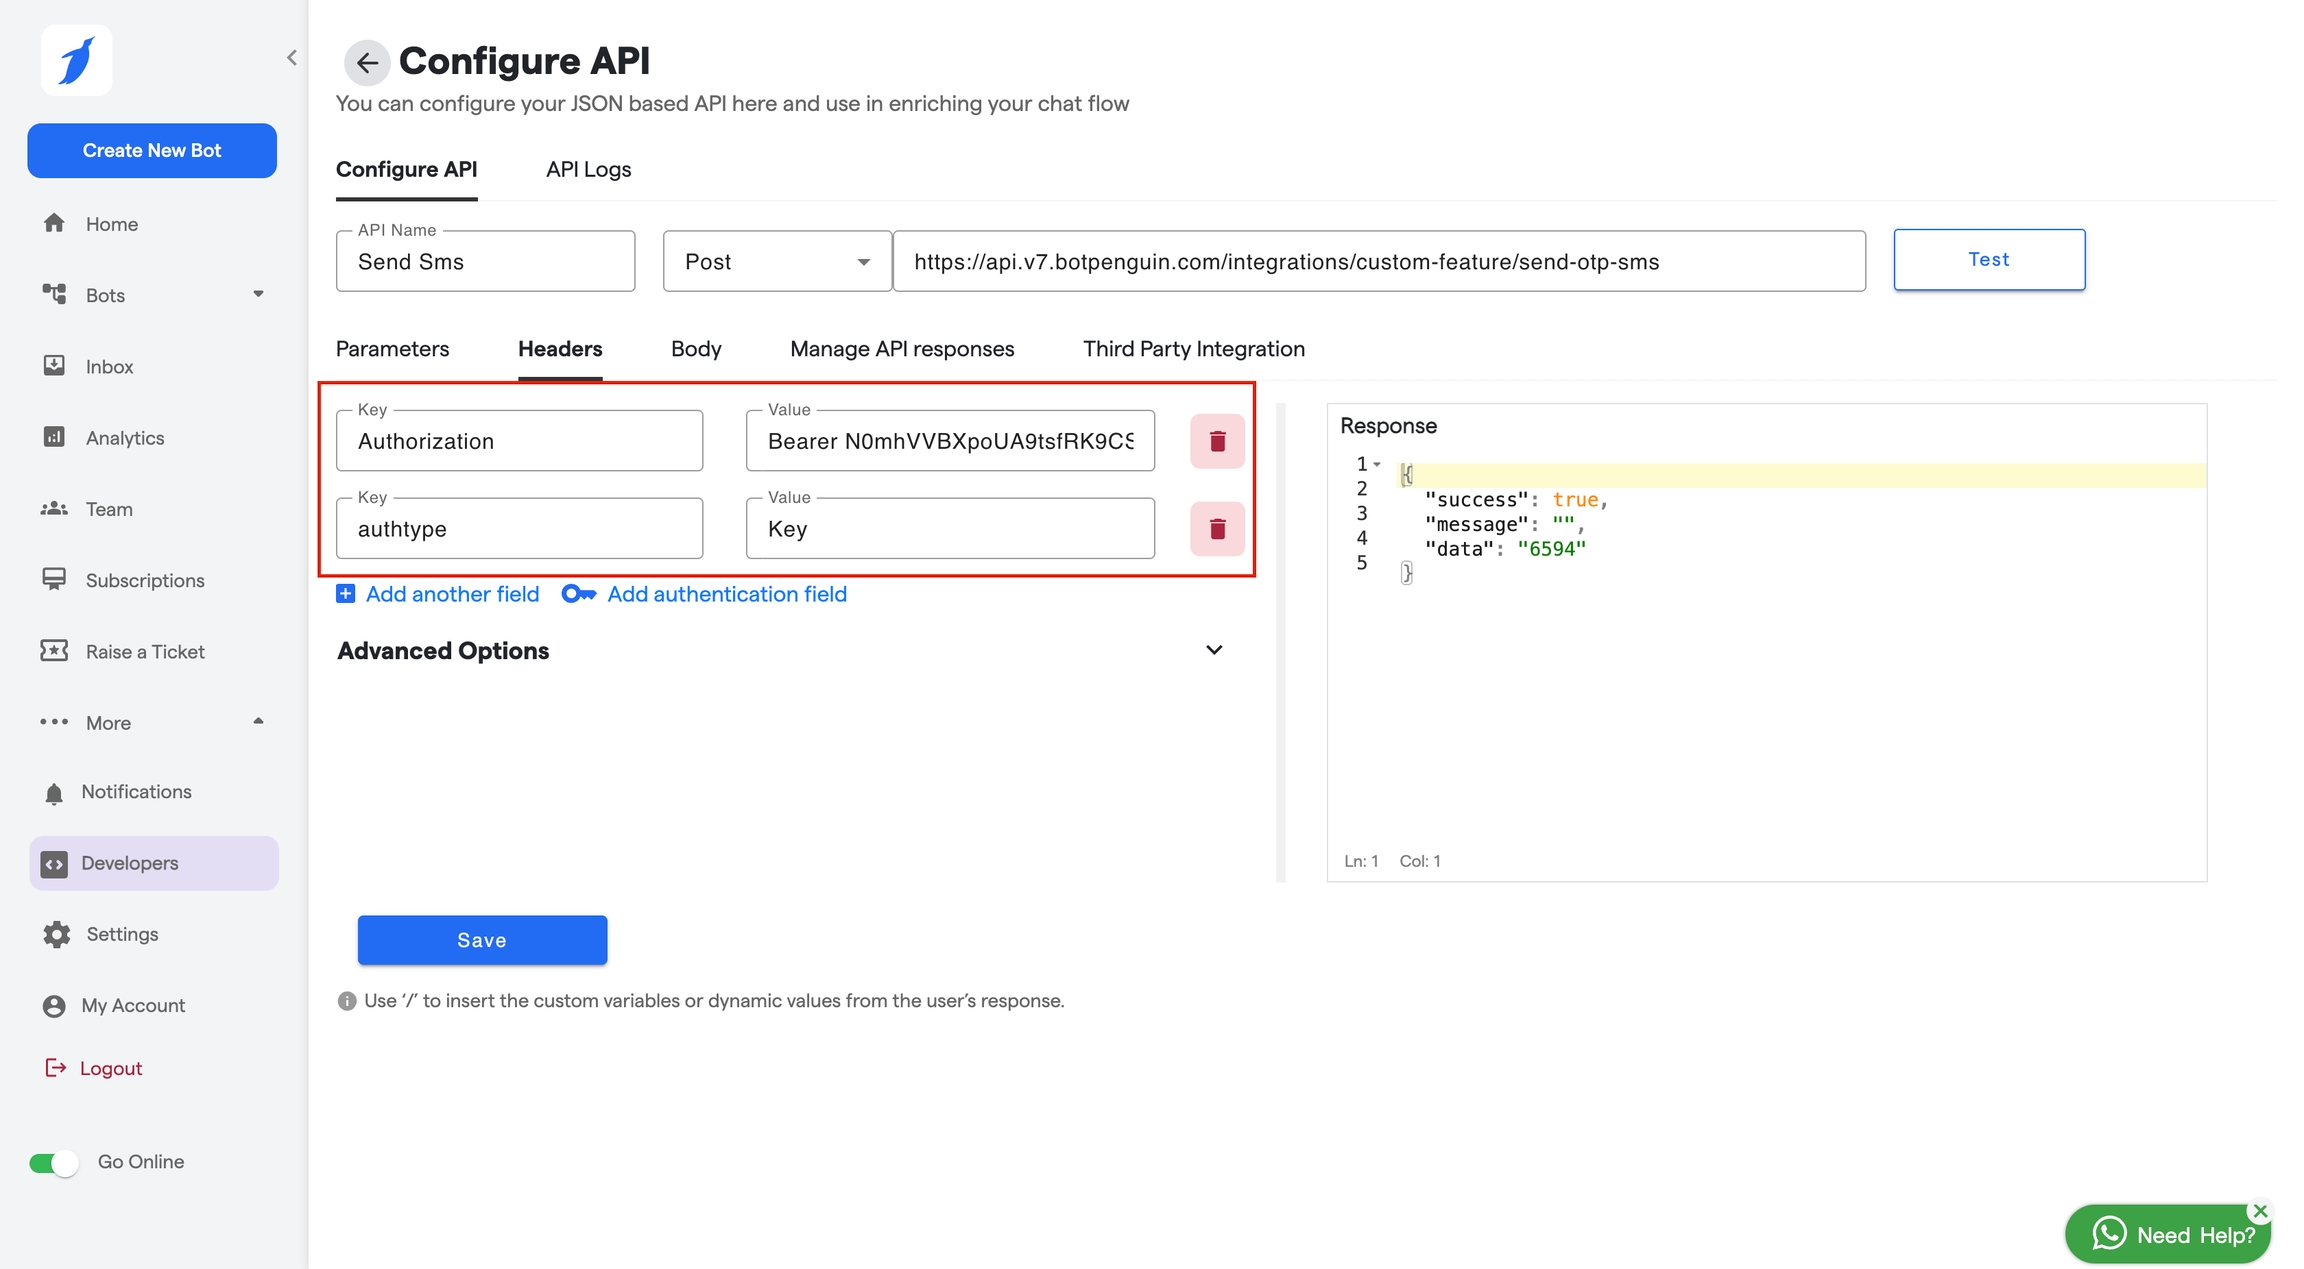 Create New Bot
Home
Bots
Inbox
Analytics
Team
Subscriptions
Raise a Ticket
More
Notifications
Developers
Settings
My Account
Logout
Go Online
Configure API
You can configure your JSON based API here and use in enriching your chat flow
Configure API API Logs
API Name
Send Sms Post https://api.v7.botpenguin.com/integrations/custom-feature/send-otp-sms Test
Parameters Headers Body Manage API responses Third Party Integration
Key Value
Authorization Bearer N0mhVVBXpoUA9tsfRK9CS
Key Value
authtype Key
Add another field Add authentication field
Advanced Options
Response
1 {
2 "success": true,
3 "message": "",
4 "data": "6594"
5 }
Ln: 1 Col: 1
Save
Use ‘/’ to insert the custom variables or dynamic values from the user’s response.
Need Help?